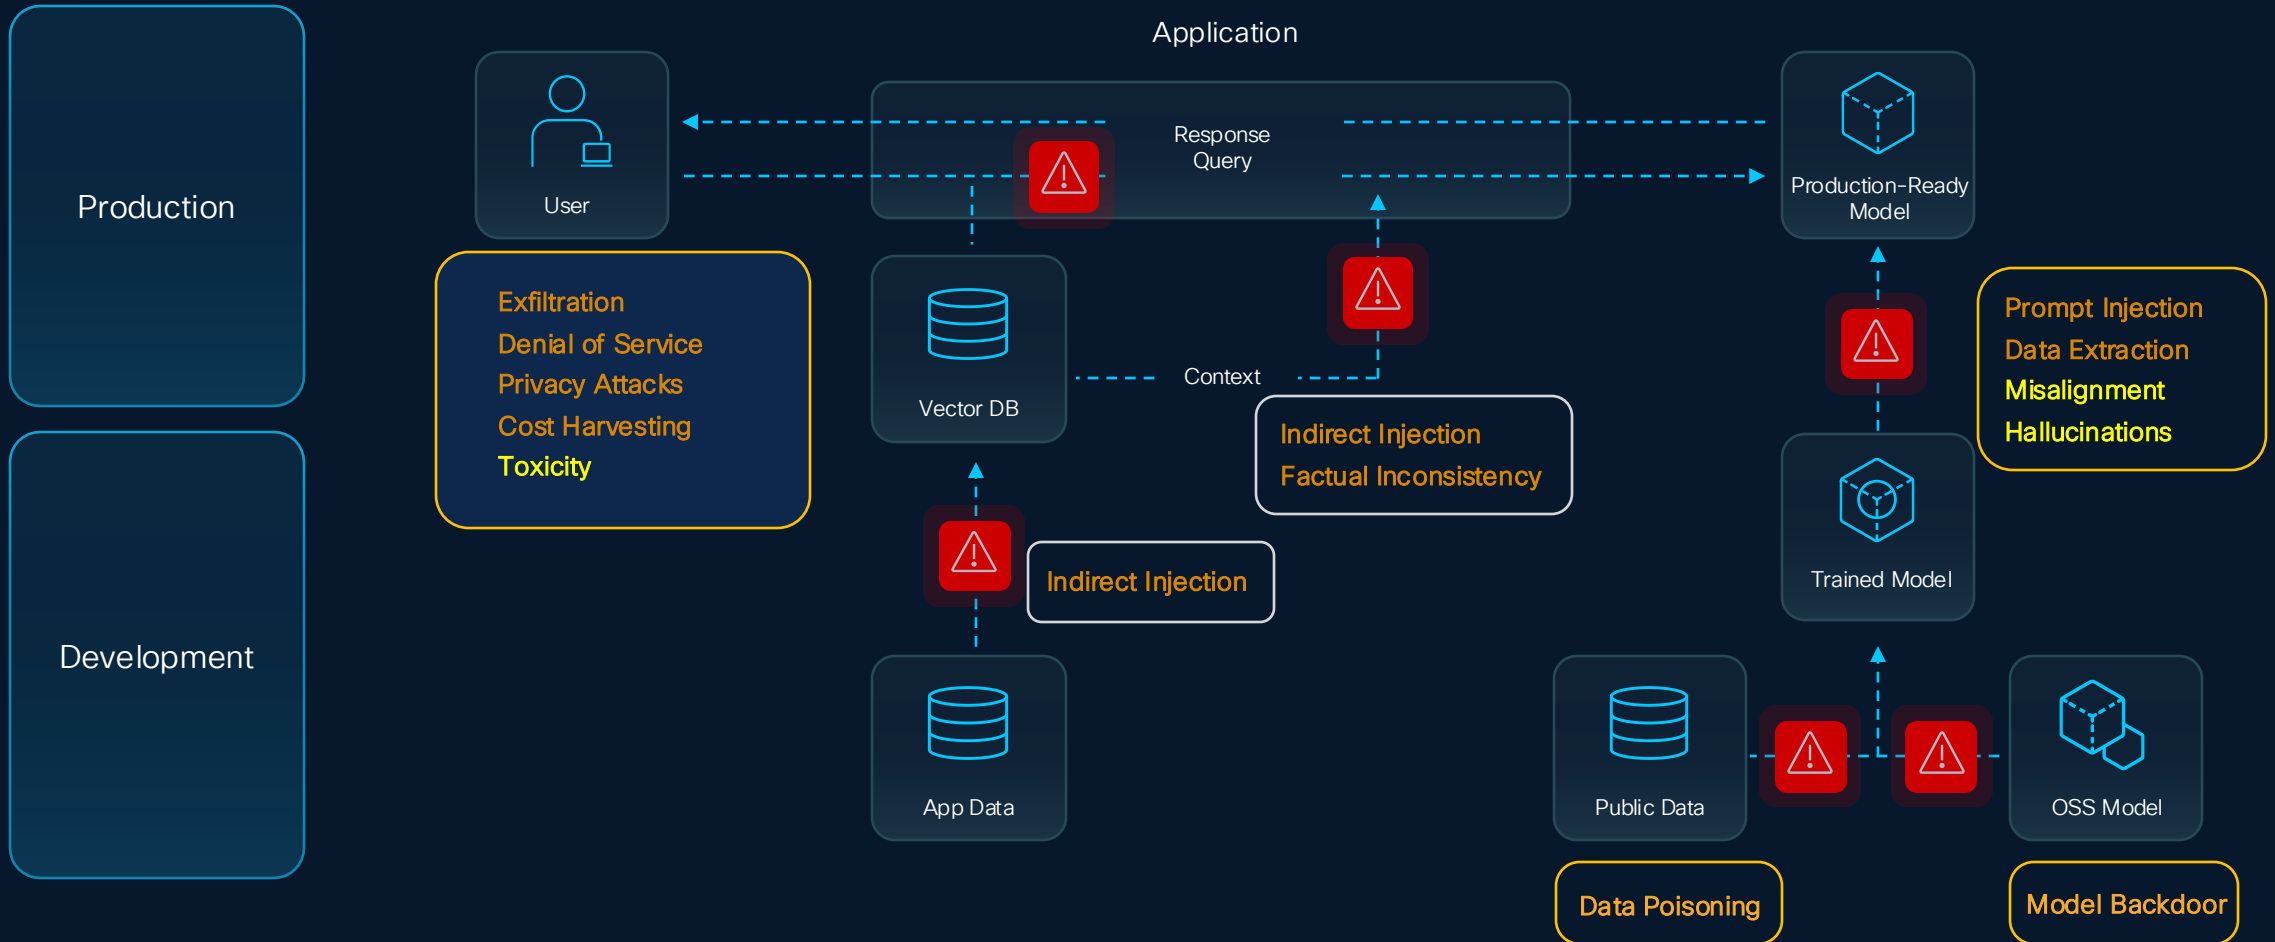 Application
Production
User
Response
Query
Production-Ready
Model
Exfiltration
Denial of Service
Privacy Attacks
Cost Harvesting
Toxicity
Vector DB
Context
Indirect Injection
Factual Inconsistency
Prompt Injection
Data Extraction
Misalignment
Hallucinations
Development
Indirect Injection
Trained Model
App Data
Public Data
OSS Model
Data Poisoning
Model Backdoor